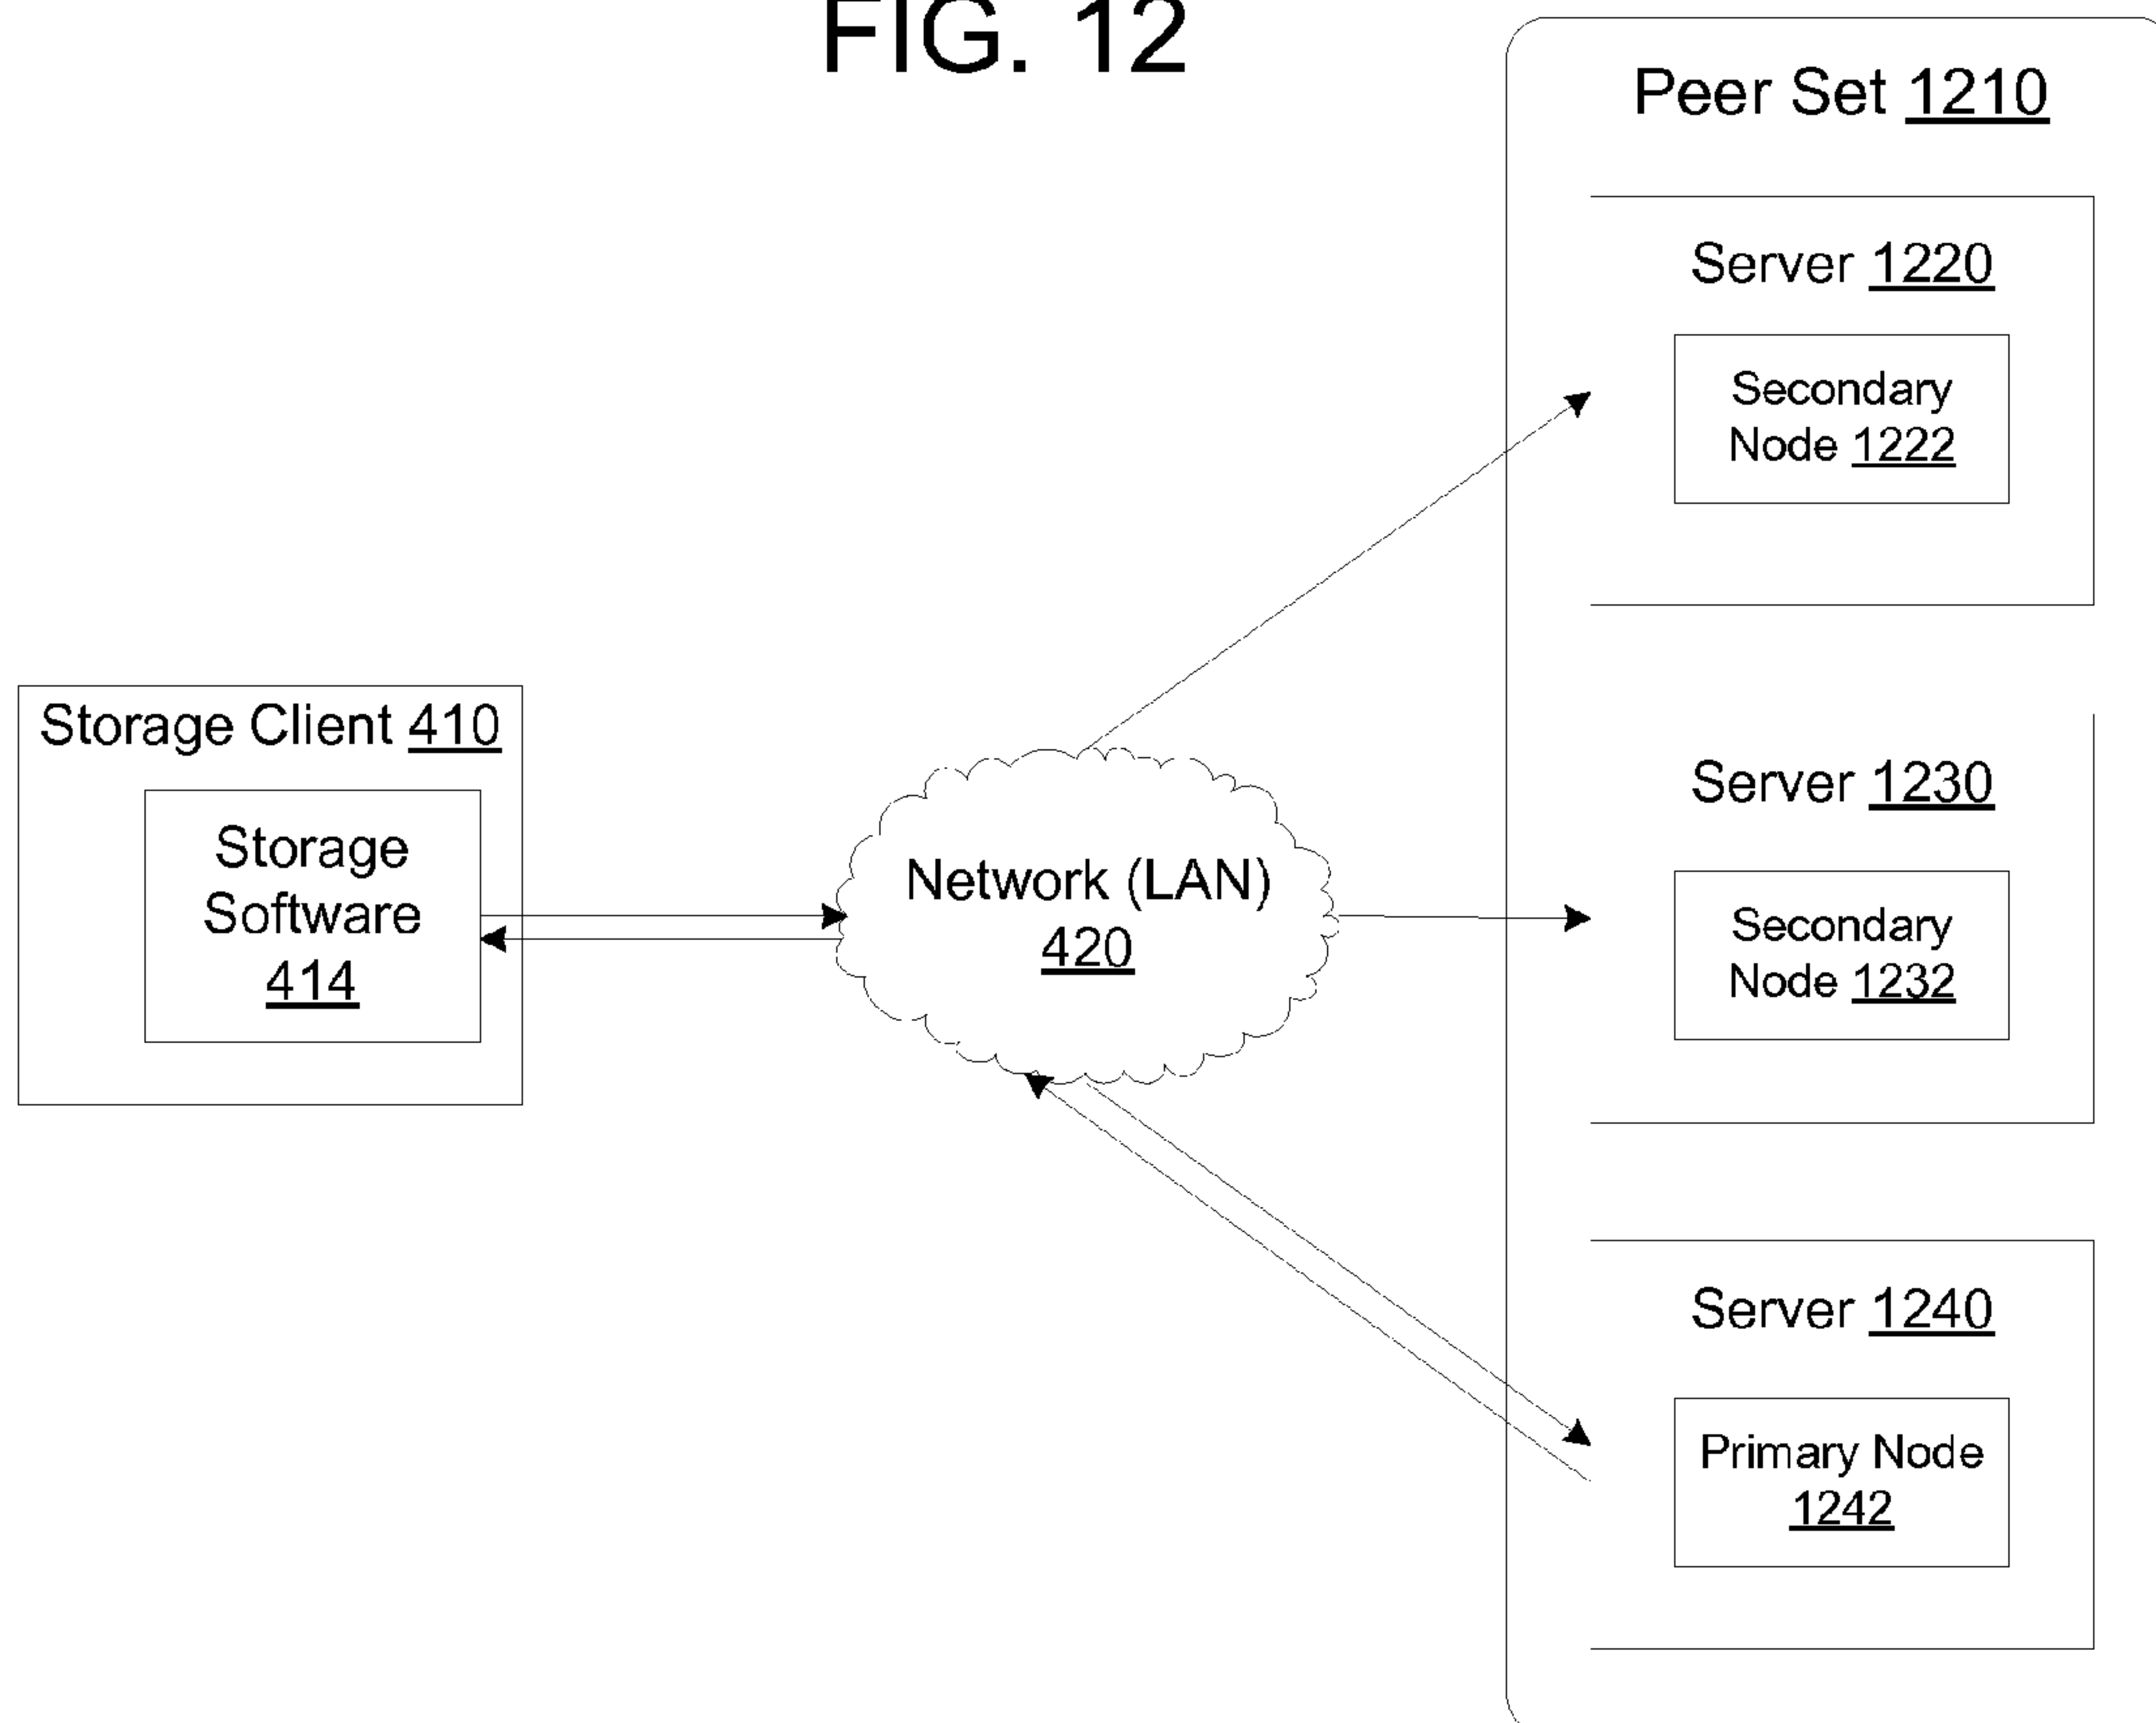 FIG. 12
Peer Set 1210
Server 1220
Secondary
Node 1222
Storage Client 410
Storage
Software
414
Network (LAN)
420
Server 1230
Secondary
Node 1232
Server 1240
Primary Node
1242